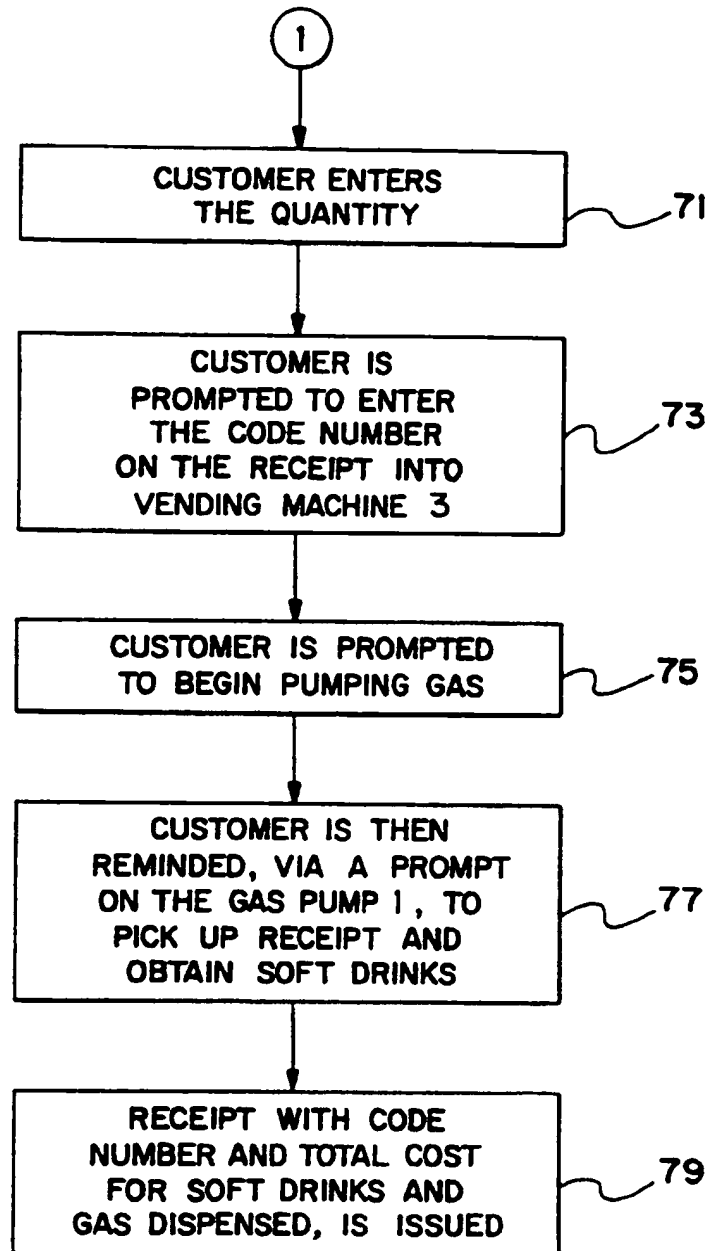 1
CUSTOMER ENTERS
THE QUANTITY
71
CUSTOMER IS
PROMPTED TO ENTER
THE CODE NUMBER
ON THE RECEIPT INTO
VENDING MACHINE 3
73
CUSTOMER IS PROMPTED
TO BEGIN PUMPING GAS
75
CUSTOMER IS THEN
REMINDED, VIA A PROMPT
ON THE GAS PUMP 1, TO
PICK UP RECEIPT AND
OBTAIN SOFT DRINKS
77
RECEIPT WITH CODE
NUMBER AND TOTAL COST
FOR SOFT DRINKS AND
GAS DISPENSED, IS ISSUED
79